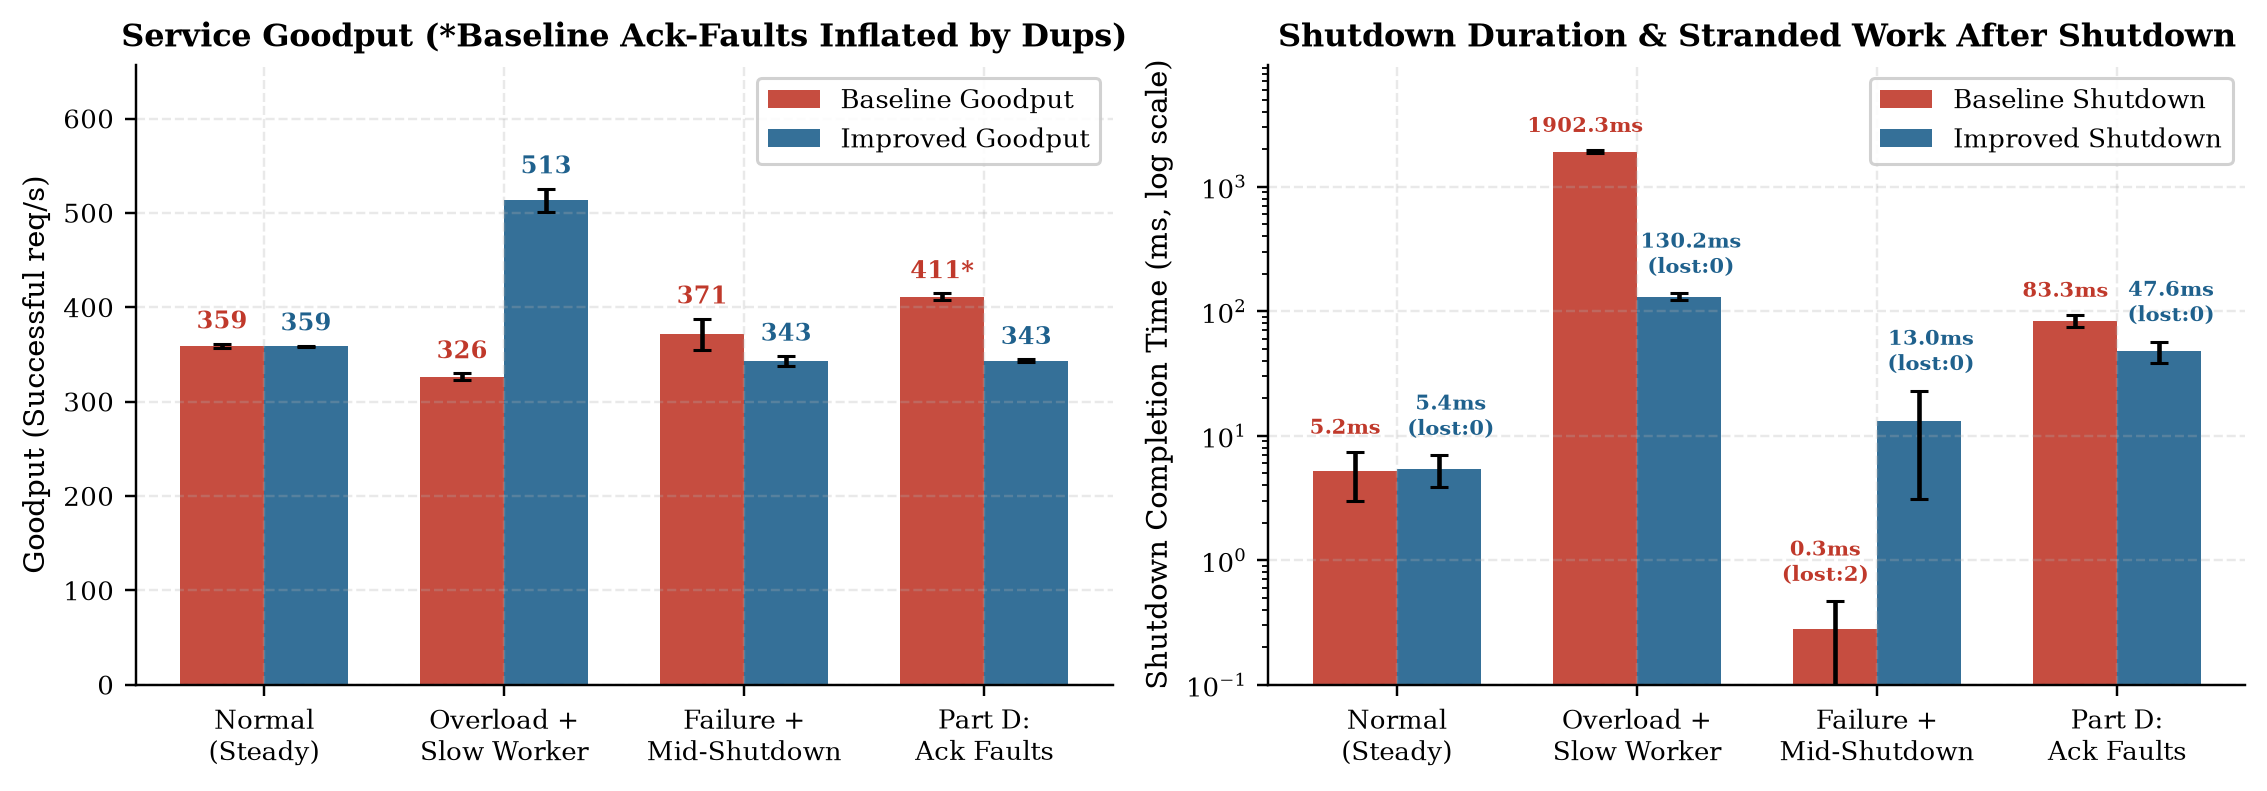 Service Goodput (*Baseline Ack-Faults Inflated by Dups)
Goodput (Successful req/s)
600
500
400
300
200
100
0
Baseline Goodput
Improved Goodput
359
359
326
513
371
343
411*
343
Normal
(Steady)
Overload +
Slow Worker
Failure +
Mid-Shutdown
Part D:
Ack Faults
Shutdown Duration & Stranded Work After Shutdown
Shutdown Completion Time (ms, log scale)
10³
10²
10¹
10⁰
10⁻¹
Baseline Shutdown
Improved Shutdown
5.2ms
5.4ms
(lost:0)
1902.3ms
130.2ms
(lost:0)
0.3ms
(lost:2)
13.0ms
(lost:0)
83.3ms
47.6ms
(lost:0)
Normal
(Steady)
Overload +
Slow Worker
Failure +
Mid-Shutdown
Part D:
Ack Faults